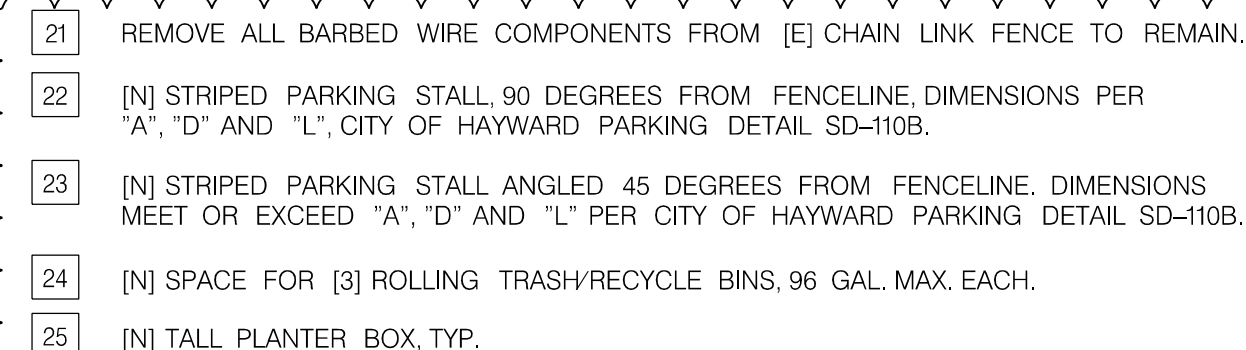 21 REMOVE ALL BARBED WIRE COMPONENTS FROM [E] CHAIN LINK FENCE TO REMAIN.
22 [N] STRIPED PARKING STALL, 90 DEGREES FROM FENCELINE, DIMENSIONS PER
"A", "D" AND "L", CITY OF HAYWARD PARKING DETAIL SD–110B.
23 [N] STRIPED PARKING STALL ANGLED 45 DEGREES FROM FENCELINE. DIMENSIONS
MEET OR EXCEED "A", "D" AND "L" PER CITY OF HAYWARD PARKING DETAIL SD–110B.
24 [N] SPACE FOR [3] ROLLING TRASH/RECYCLE BINS, 96 GAL. MAX. EACH.
25 [N] TALL PLANTER BOX, TYP.